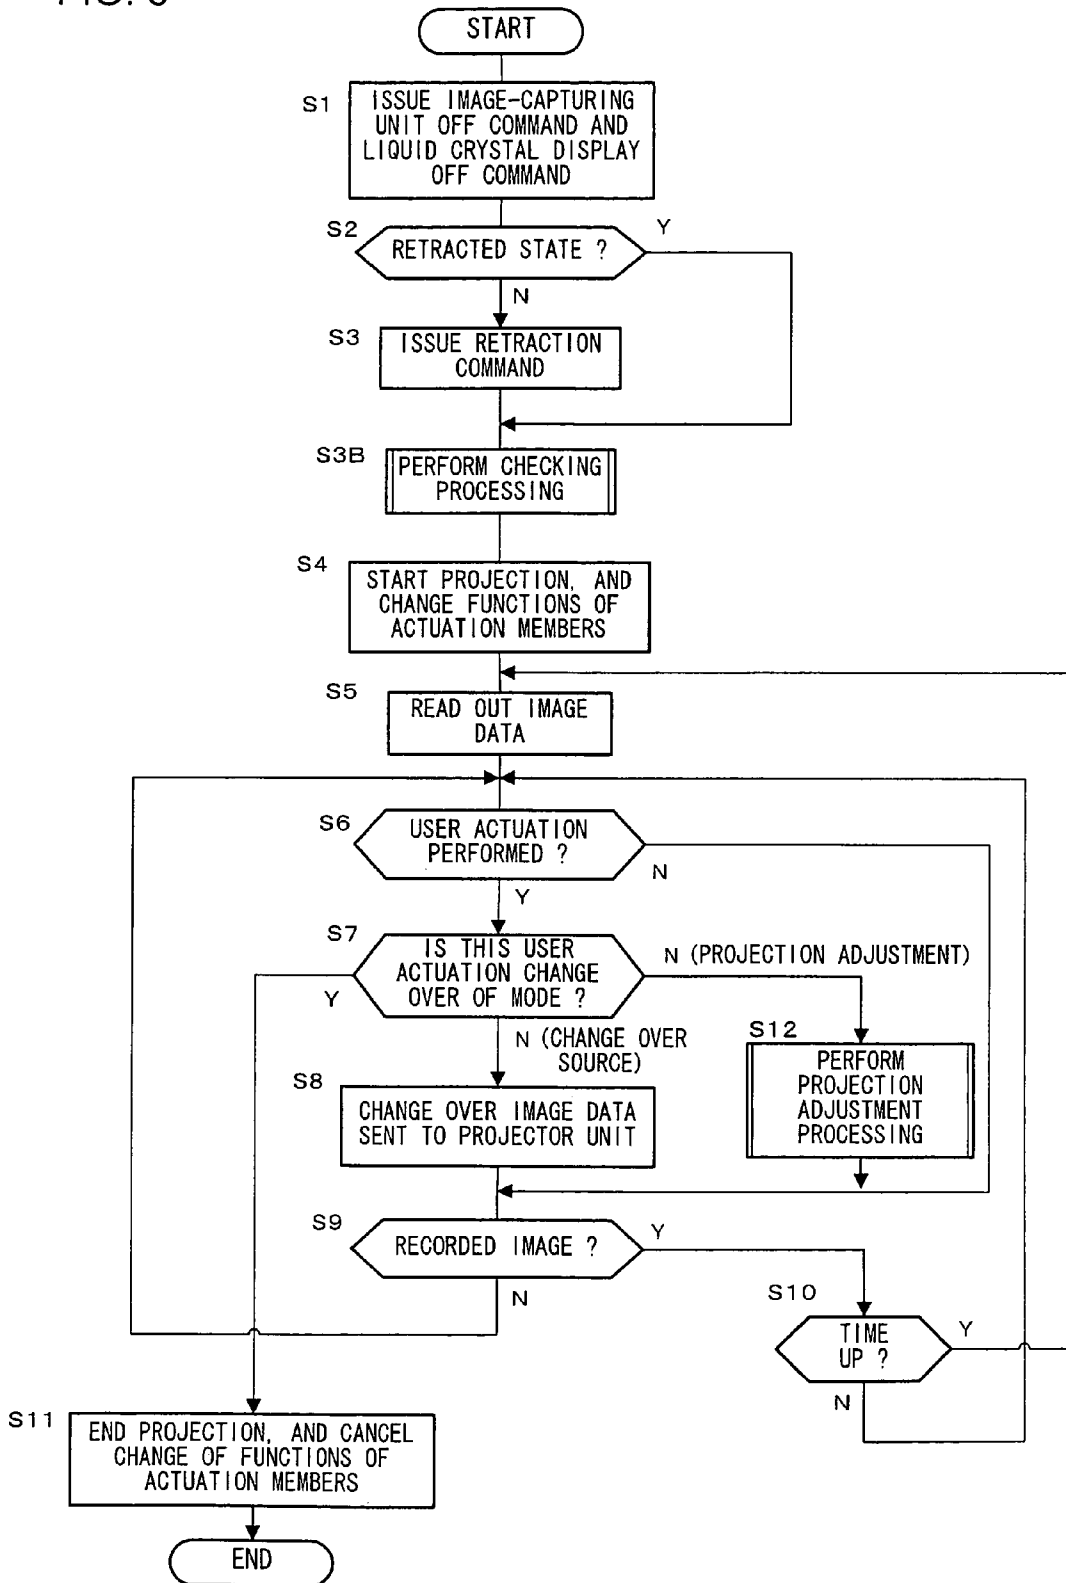 START
S1
ISSUE IMAGE-CAPTURING
UNIT OFF COMMAND AND
LIQUID CRYSTAL DISPLAY
OFF COMMAND
S2
RETRACTED STATE ?
Y
N
S3
ISSUE RETRACTION
COMMAND
S3B
PERFORM CHECKING
PROCESSING
S4
START PROJECTION, AND
CHANGE FUNCTIONS OF
ACTUATION MEMBERS
S5
READ OUT IMAGE
DATA
S6
USER ACTUATION
PERFORMED ?
N
Y
S7
IS THIS USER
ACTUATION CHANGE
OVER OF MODE ?
N (PROJECTION ADJUSTMENT)
Y
N (CHANGE OVER
SOURCE)
S12
PERFORM
PROJECTION
ADJUSTMENT
PROCESSING
S8
CHANGE OVER IMAGE DATA
SENT TO PROJECTOR UNIT
S9
RECORDED IMAGE ?
Y
N
S10
TIME
UP ?
Y
N
S11
END PROJECTION, AND CANCEL
CHANGE OF FUNCTIONS OF
ACTUATION MEMBERS
END